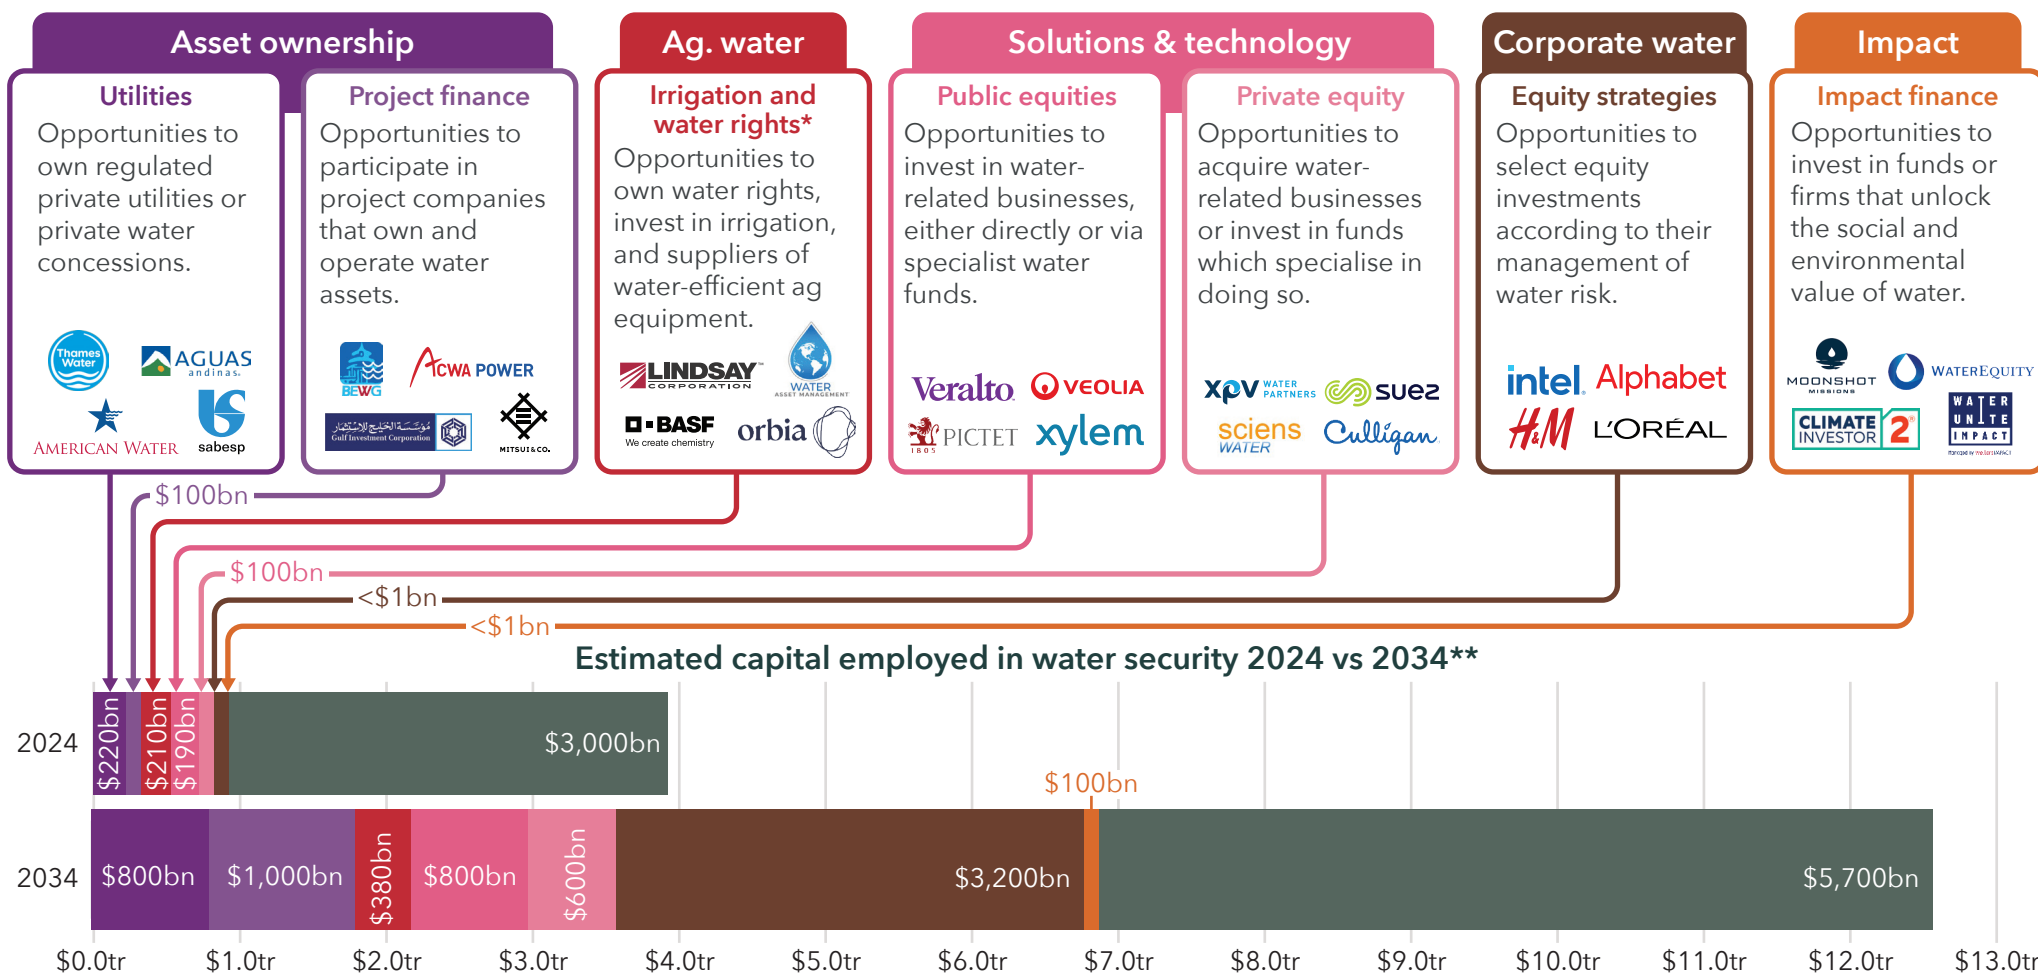 Asset ownership
Ag. water
Solutions & technology
Corporate water
Impact
Utilities
Opportunities to
own regulated
private utilities or
private water
concessions.
Thames
Water
AGUAS
andinas.
AMERICAN WATER
sabesp
Project finance
Opportunities to
participate in
project companies
that own and
operate water
assets.
BEWG
ACWA POWER
مؤسسة الخليج للاستثمار
Gulf Investment Corporation
MITSUI & CO.
Irrigation and
water rights*
Opportunities to
own water rights,
invest in irrigation,
and suppliers of
water-efficient ag
equipment.
LINDSAY
CORPORATION
WATER
ASSET MANAGEMENT
BASF
We create chemistry
orbia
Public equities
Opportunities to
invest in water-
related businesses,
either directly or via
specialist water
funds.
Veralto
VEOLIA
PICTET
1805
xylem
Private equity
Opportunities to
acquire water-
related businesses
or invest in funds
which specialise in
doing so.
XPV WATER
PARTNERS
suez
sciens
WATER
Culligan
Equity strategies
Opportunities to
select equity
investments
according to their
management of
water risk.
intel.
Alphabet
H&M
L'ORÉAL
Impact finance
Opportunities to
invest in funds or
firms that unlock
the social and
environmental
value of water.
MOONSHOT
MISSIONS
WATEREQUITY
CLIMATE
INVESTOR 2
WATER
UNITE
IMPACT
$100bn
$100bn
<$1bn
<$1bn
Estimated capital employed in water security 2024 vs 2034**
2024
$220bn
$210bn
$190bn
$3,000bn
$100bn
2034
$800bn
$1,000bn
$380bn
$800bn
$600bn
$3,200bn
$5,700bn
$0.0tr
$1.0tr
$2.0tr
$3.0tr
$4.0tr
$5.0tr
$6.0tr
$7.0tr
$8.0tr
$9.0tr
$10.0tr
$11.0tr
$12.0tr
$13.0tr